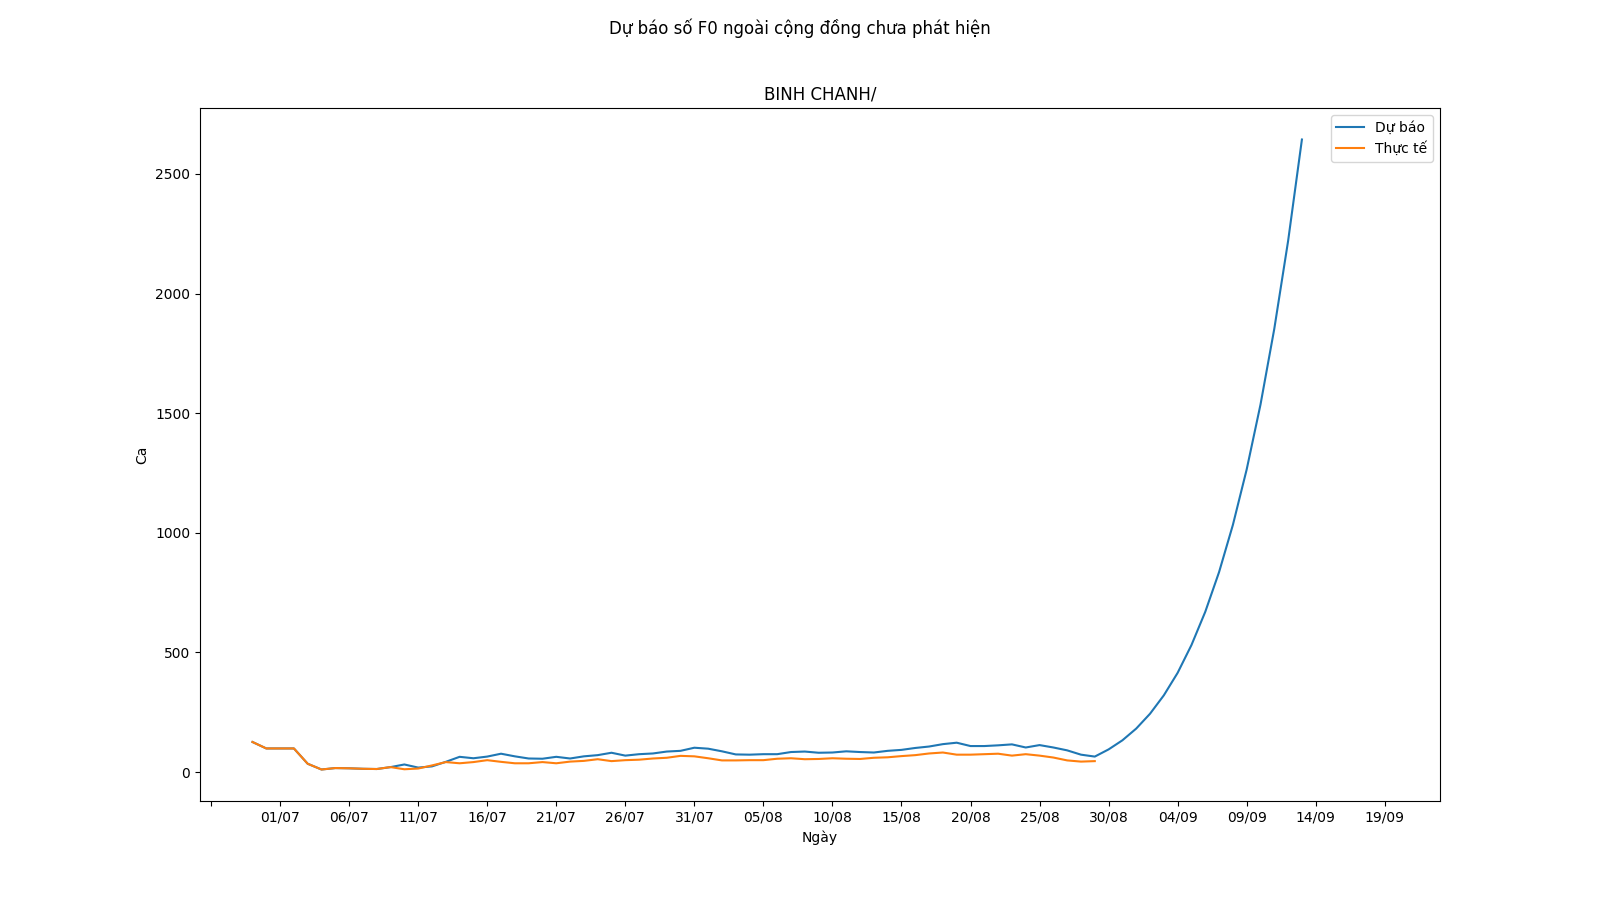 Dự báo số F0 ngoài cộng đồng chưa phát hiện
BINH CHANH/
Dự báo
Thực tế
2500
2000
1500
1000
500
0
Ca
01/07 06/07 11/07 16/07 21/07 26/07 31/07 05/08 10/08 15/08 20/08 25/08 30/08 04/09 09/09 14/09 19/09
Ngày